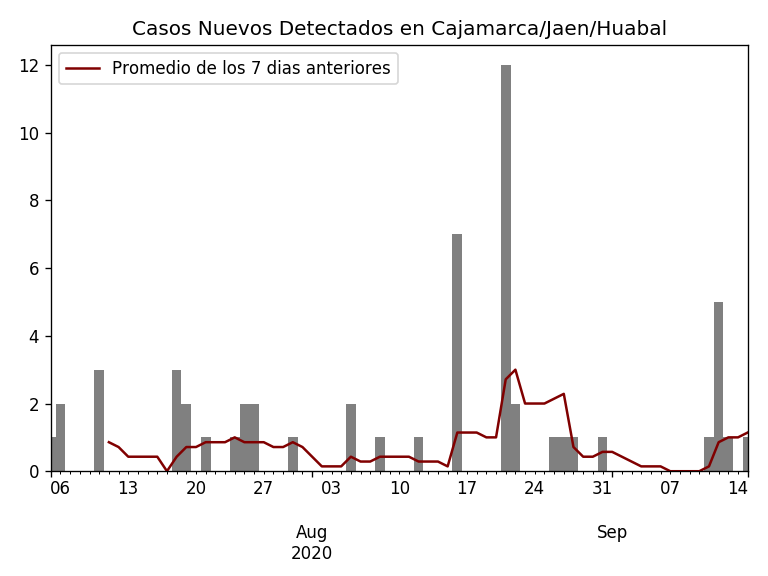 Casos Nuevos Detectados en Cajamarca/Jaen/Huabal
Promedio de los 7 dias anteriores
12
10
8
6
4
2
0
06 13 20 27 03 10 17 24 31 07 14
Aug Sep
2020